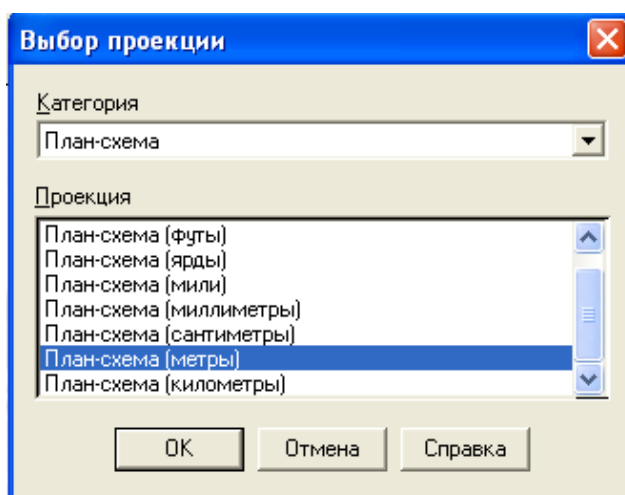 Выбор проекции
Категория
План-схема
Проекция
План-схема (футы)
План-схема (ярды)
План-схема (мили)
План-схема (миллиметры)
План-схема (сантиметры)
План-схема (метры)
План-схема (километры)
OK Отмена Справка